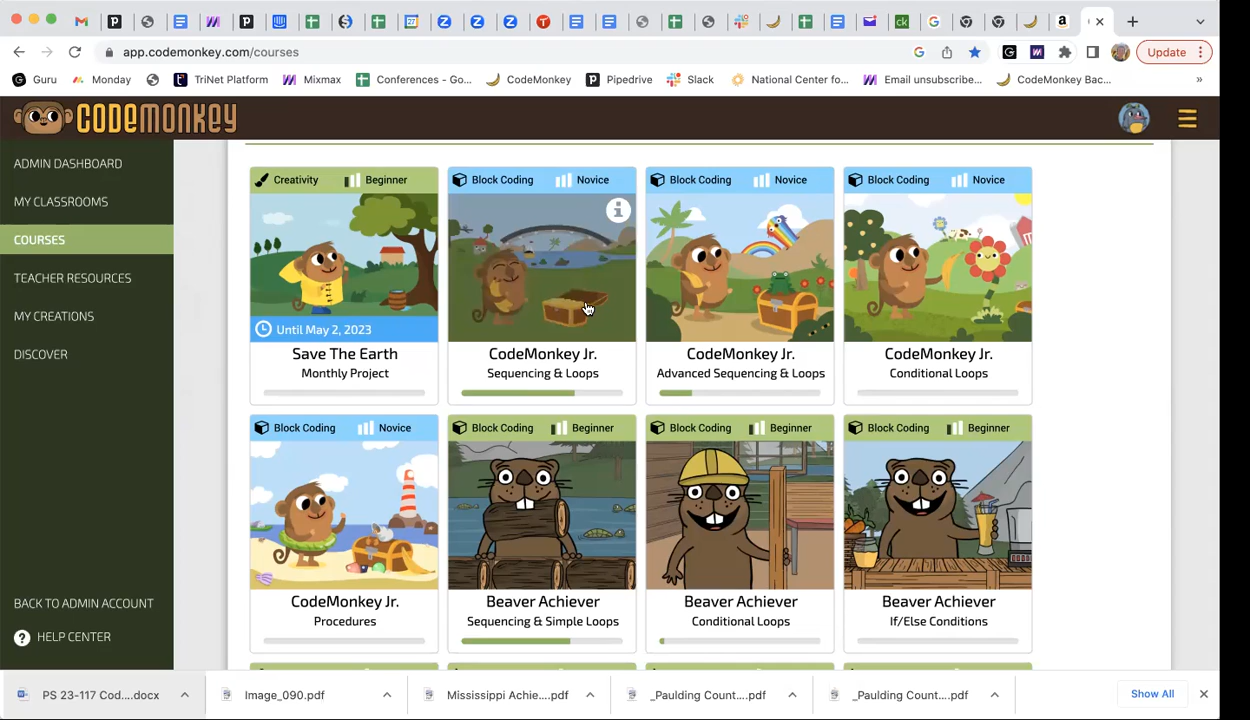 app.codemonkey.com/courses
Update
Guru
Monday
TriNet Platform
Mixmax
Conferences - Go...
CodeMonkey
Pipedrive
Slack
National Center fo...
Email unsubscribe...
CodeMonkey Bac...
»
CODEMONKEY
ADMIN DASHBOARD
MY CLASSROOMS
COURSES
TEACHER RESOURCES
MY CREATIONS
DISCOVER
BACK TO ADMIN ACCOUNT
HELP CENTER
Creativity Beginner
Until May 2, 2023
Save The Earth
Monthly Project
Block Coding Novice
CodeMonkey Jr.
Sequencing & Loops
Block Coding Novice
CodeMonkey Jr.
Advanced Sequencing & Loops
Block Coding Novice
CodeMonkey Jr.
Conditional Loops
Block Coding Novice
CodeMonkey Jr.
Procedures
Block Coding Beginner
Beaver Achiever
Sequencing & Simple Loops
Block Coding Beginner
Beaver Achiever
Conditional Loops
Block Coding Beginner
Beaver Achiever
If/Else Conditions
PS 23-117 Cod....docx
Image_090.pdf
Mississippi Achie....pdf
_Paulding Count....pdf
_Paulding Count....pdf
Show All